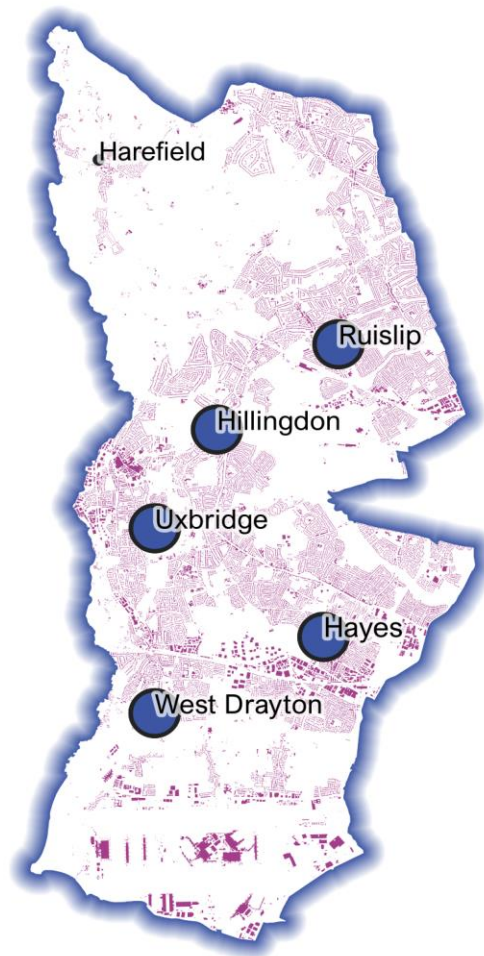 Harefield
Ruislip
Hillingdon
Uxbridge
Hayes
West Drayton